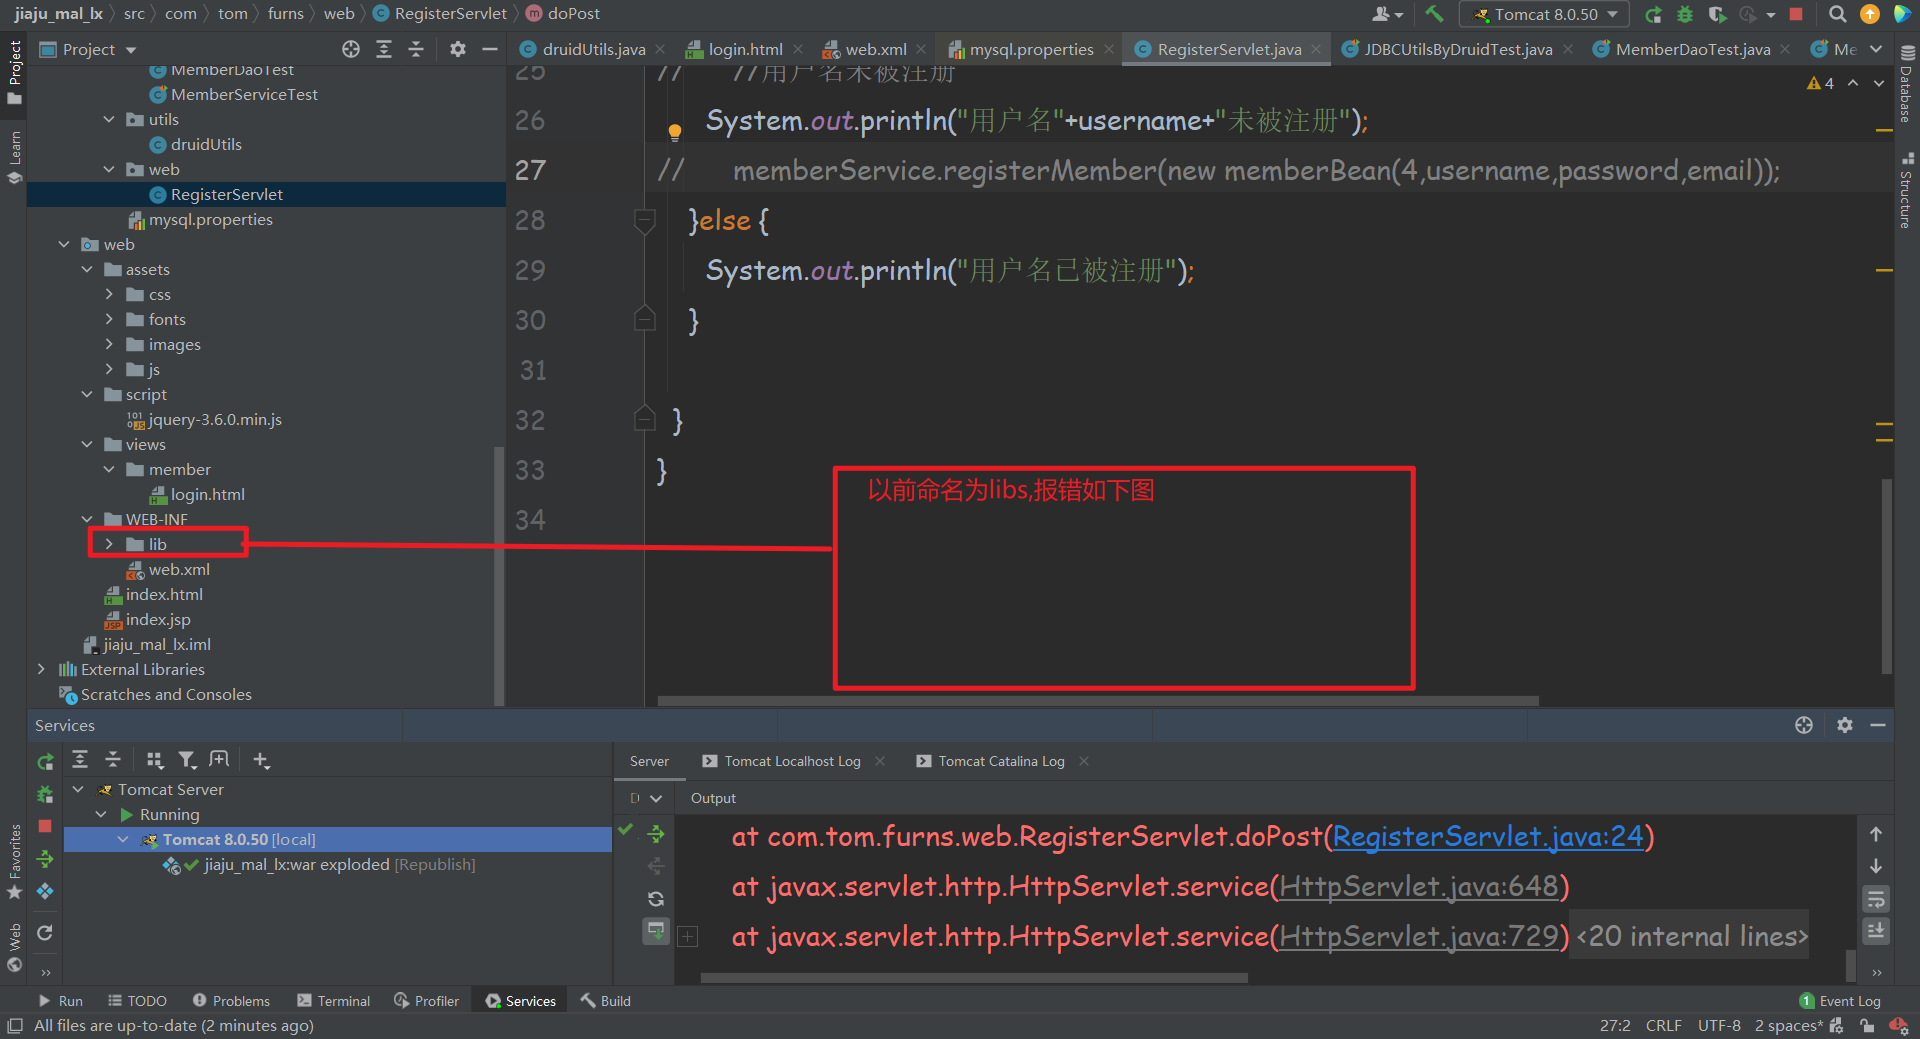 jiaju_mal_lx
src
com
tom
furns
web
RegisterServlet
doPost
Tomcat 8.0.50
Project
druidUtils.java
login.html
web.xml
mysql.properties
RegisterServlet.java
JDBCUtilsByDruidTest.java
MemberDaoTest.java
Me
Project
Learn
Favorites
Web
Database
Structure
MemberDaoTest
MemberServiceTest
utils
druidUtils
web
RegisterServlet
mysql.properties
web
assets
css
fonts
images
js
script
jquery-3.6.0.min.js
views
member
login.html
WEB-INF
lib
web.xml
index.html
index.jsp
jiaju_mal_lx.iml
External Libraries
Scratches and Consoles
4
25 // //用户名未被注册
26 System.out.println("用户名"+username+"未被注册");
27 // memberService.registerMember(new memberBean(4,username,password,email));
28 }else {
29 System.out.println("用户名已被注册");
30 }
31
32 }
33 }
34
以前命名为libs,报错如下图
Services
Tomcat Server
Running
Tomcat 8.0.50 [local]
jiaju_mal_lx:war exploded [Republish]
Server
Tomcat Localhost Log
Tomcat Catalina Log
Output
at com.tom.furns.web.RegisterServlet.doPost(RegisterServlet.java:24)
at javax.servlet.http.HttpServlet.service(HttpServlet.java:648)
at javax.servlet.http.HttpServlet.service(HttpServlet.java:729) <20 internal lines>
Run
TODO
Problems
Terminal
Profiler
Services
Build
1 Event Log
All files are up-to-date (2 minutes ago)
27:2 CRLF UTF-8 2 spaces*